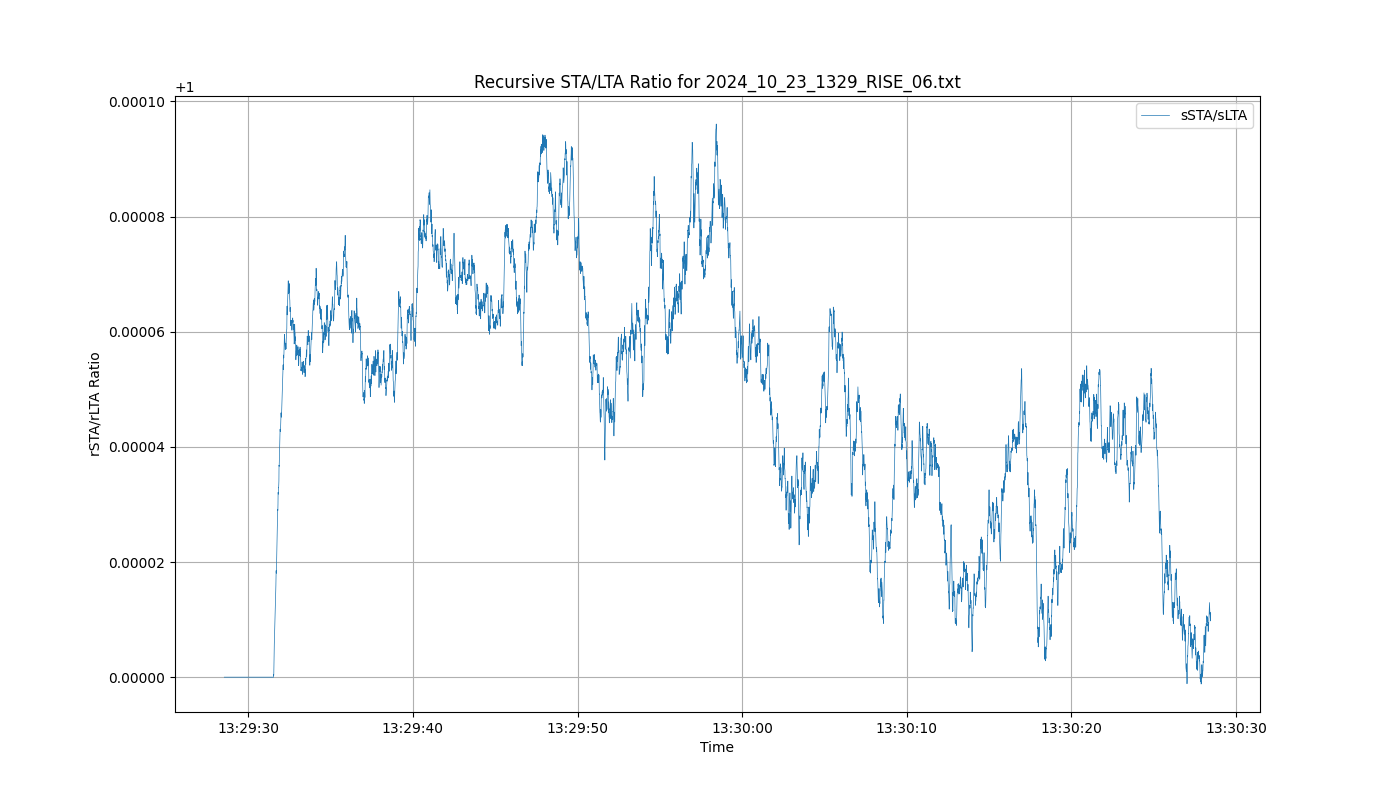 Recursive STA/LTA Ratio for 2024_10_23_1329_RISE_06.txt
+1
sSTA/sLTA
0.00010
0.00008
0.00006
0.00004
0.00002
0.00000
rSTA/rLTA Ratio
13:29:30 13:29:40 13:29:50 13:30:00 13:30:10 13:30:20 13:30:30
Time